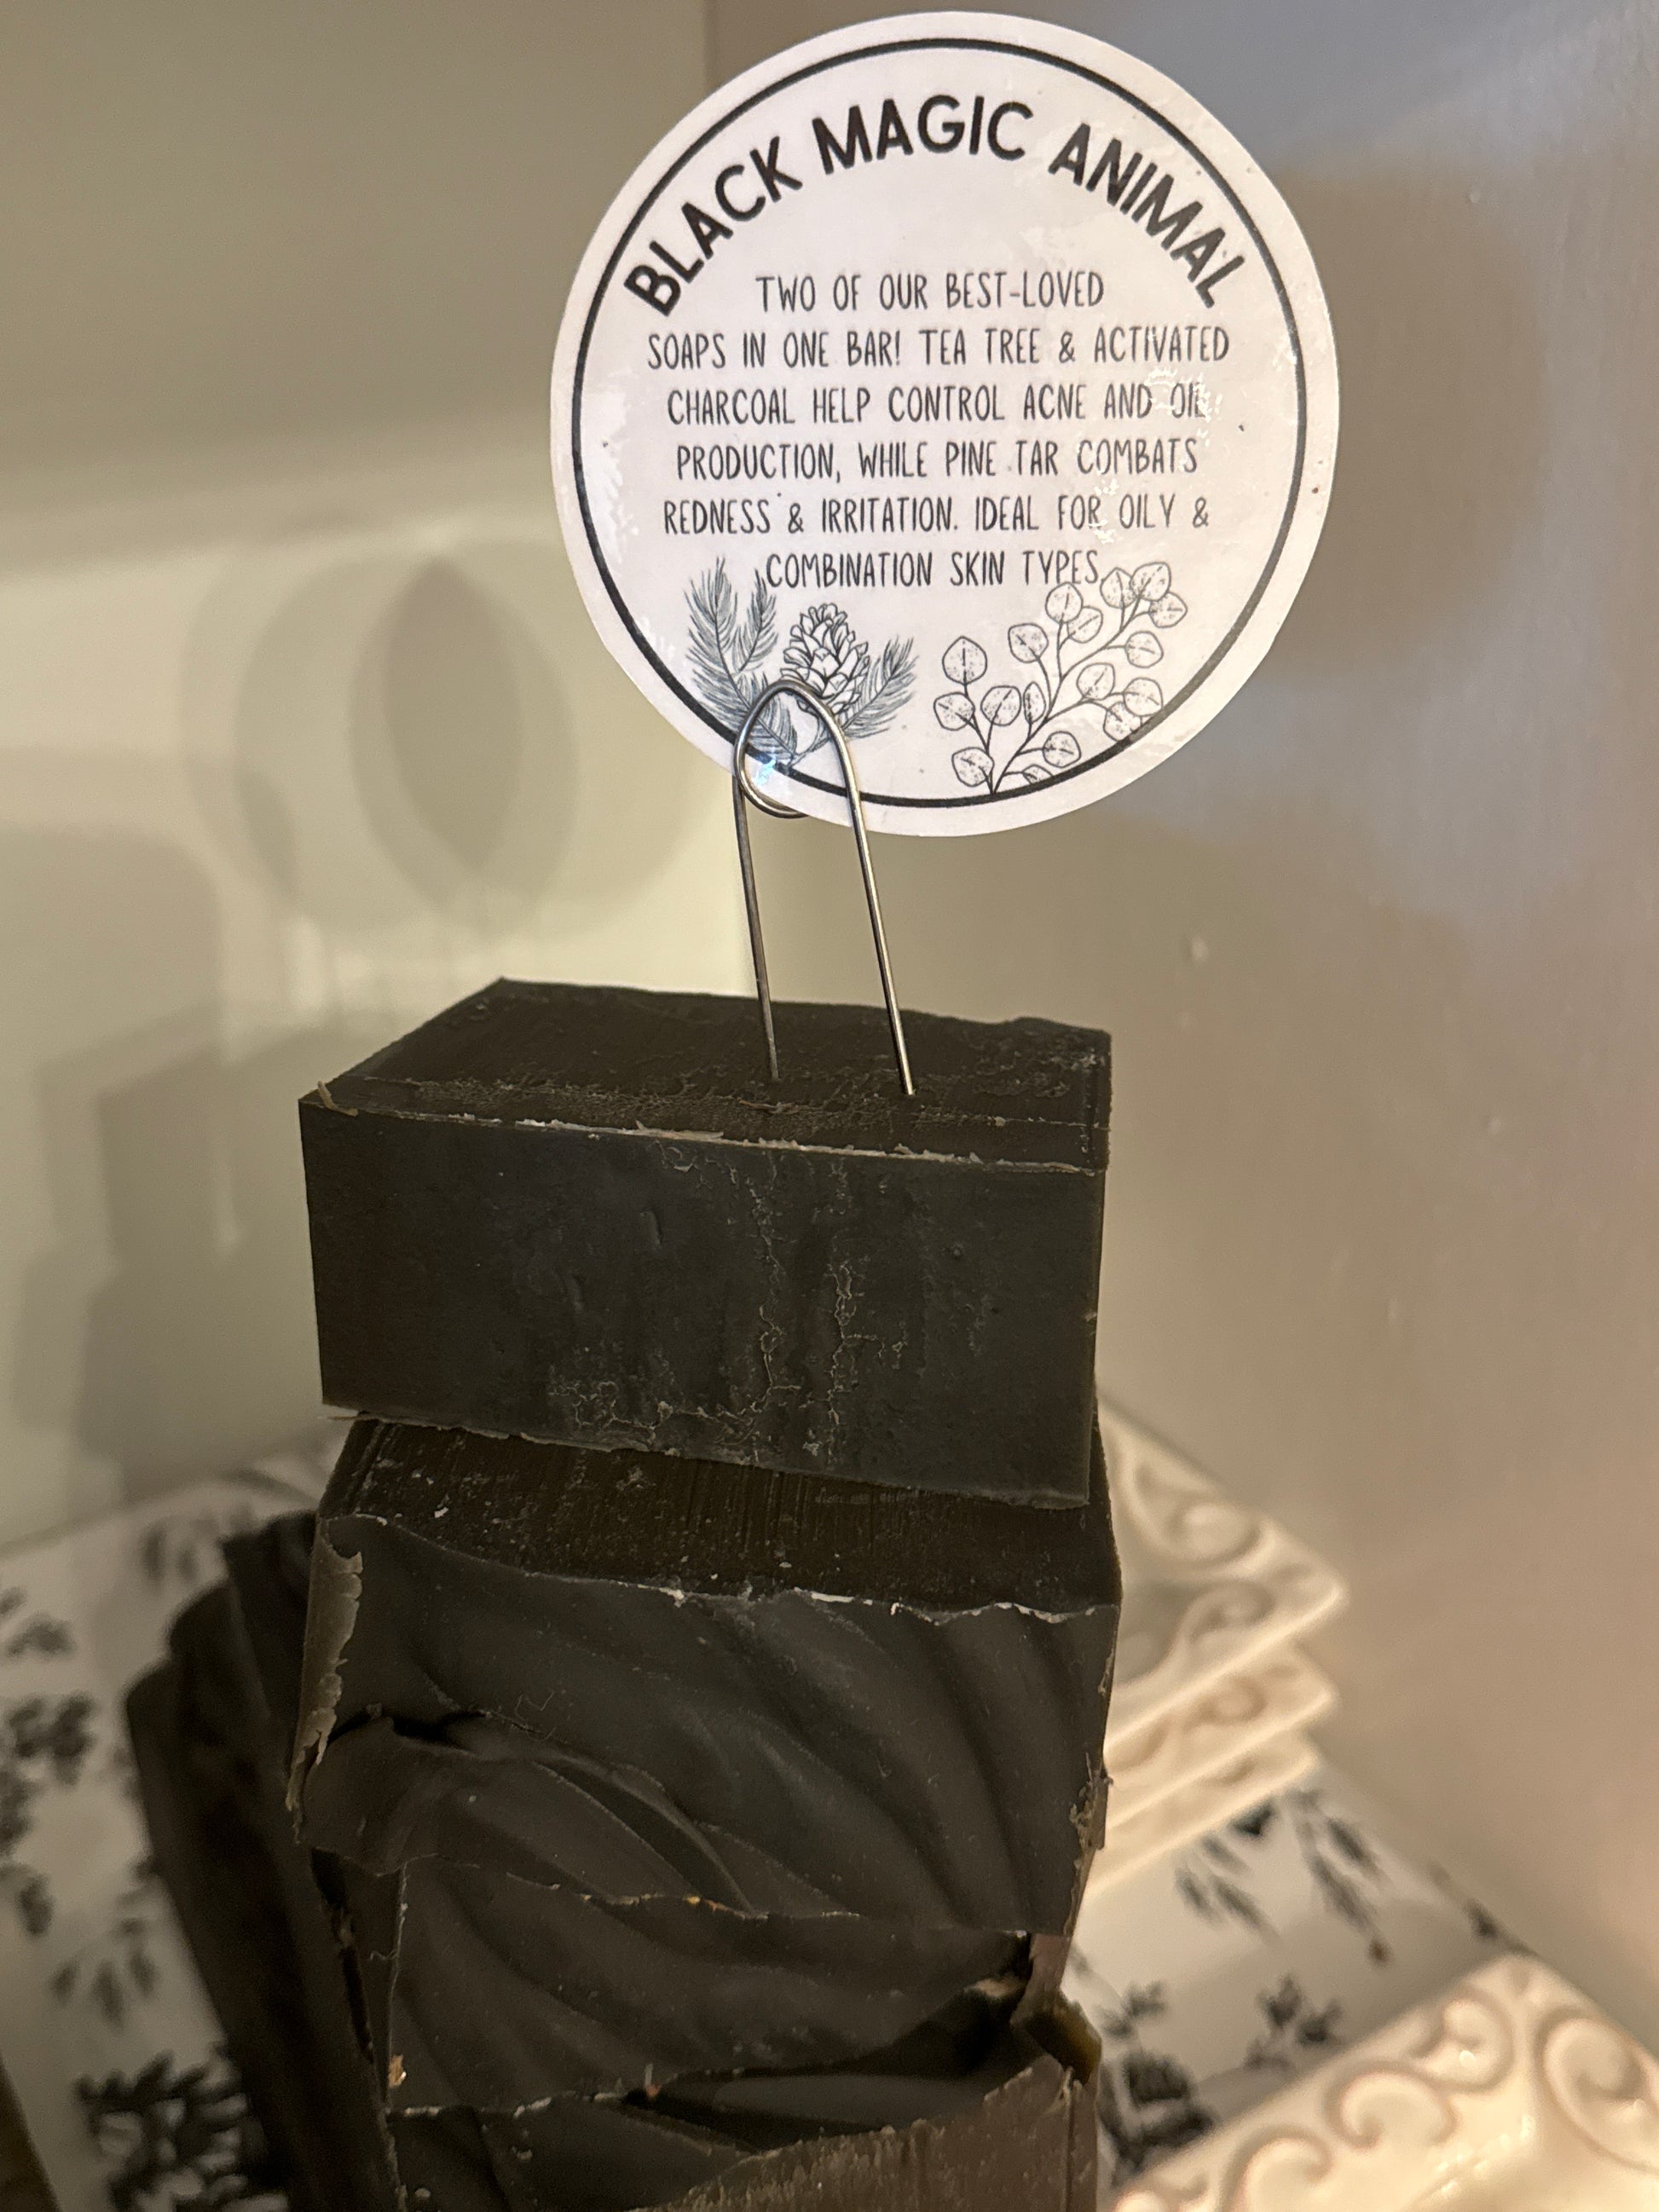 BLACK MAGIC ANIMAL
TWO OF OUR BEST-LOVED
SOAPS IN ONE BAR! TEA TREE & ACTIVATED
CHARCOAL HELP CONTROL ACNE AND OIL
PRODUCTION, WHILE PINE TAR COMBATS
REDNESS & IRRITATION. IDEAL FOR OILY &
COMBINATION SKIN TYPES.